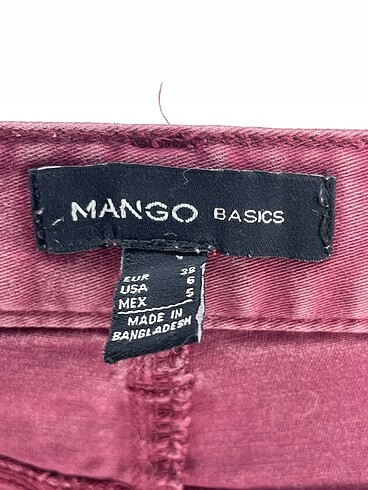 MANGO BASICS
EUR 38
USA 6
MEX 5
MADE IN
BANGLADESH